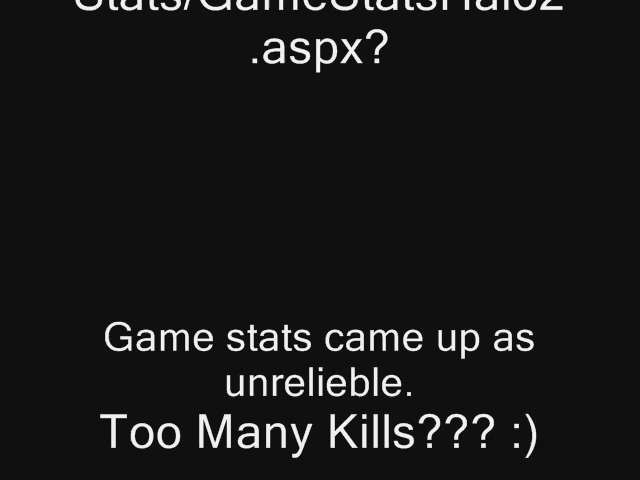 Stats/GameStatsHalo2
.aspx?
Game stats came up as
unrelieble.
Too Many Kills??? :)